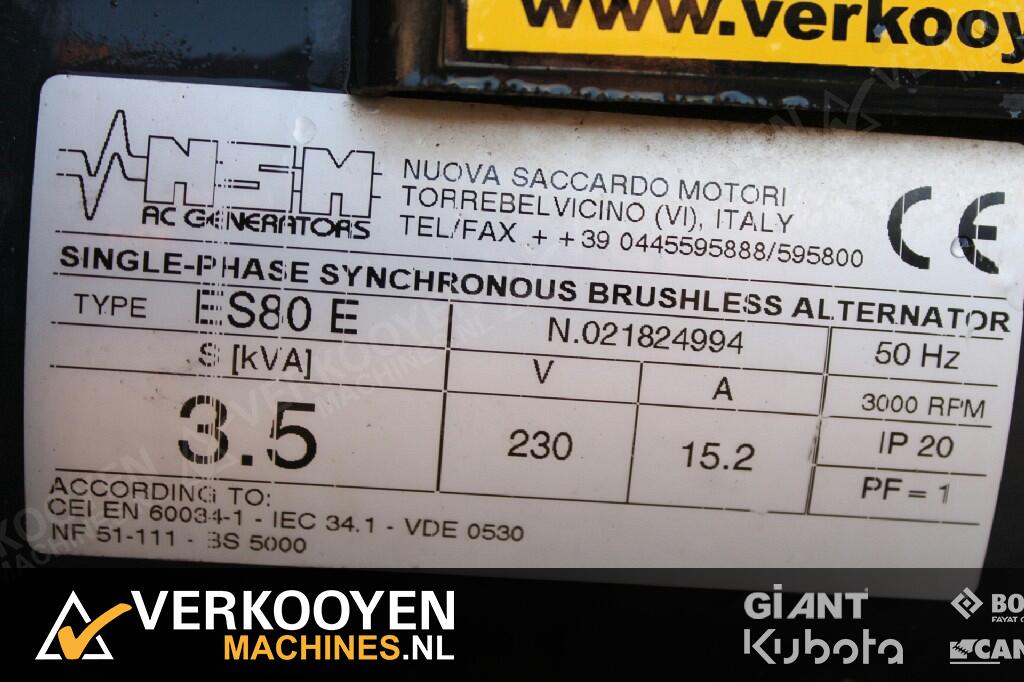 www.verkooy
NSM
AC GENERATORS
NUOVA SACCARDO MOTORI
TORREBELVICINO (VI), ITALY
TEL/FAX + + 39 0445595888/595800
CE
SINGLE-PHASE SYNCHRONOUS BRUSHLESS ALTERNATOR
TYPE ES80 E
N.021824994
50 Hz
S [kVA]
V
A
3000 RPM
3.5
230
15.2
IP 20
PF = 1
ACCORDING TO:
CEI EN 60034-1 - IEC 34.1 - VDE 0530
NF 51-111 - BS 5000
VERKOOYEN
MACHINES.NL
GiANT
Kubota
BO
FAYAT
CAN